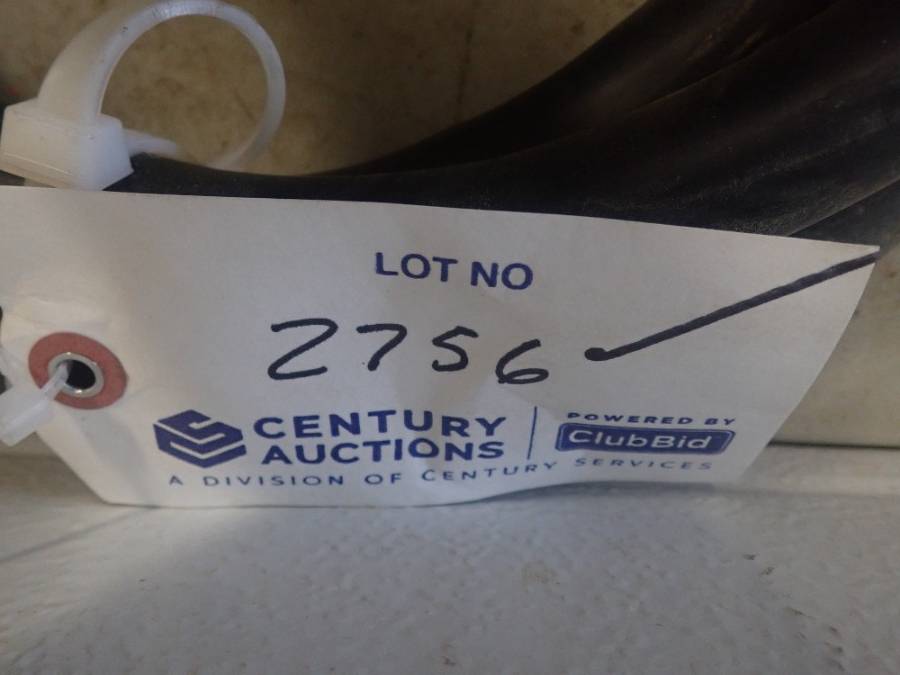 LOT NO
2756
CENTURY AUCTIONS
POWERED BY
ClubBid
A DIVISION OF CENTURY SERVICES